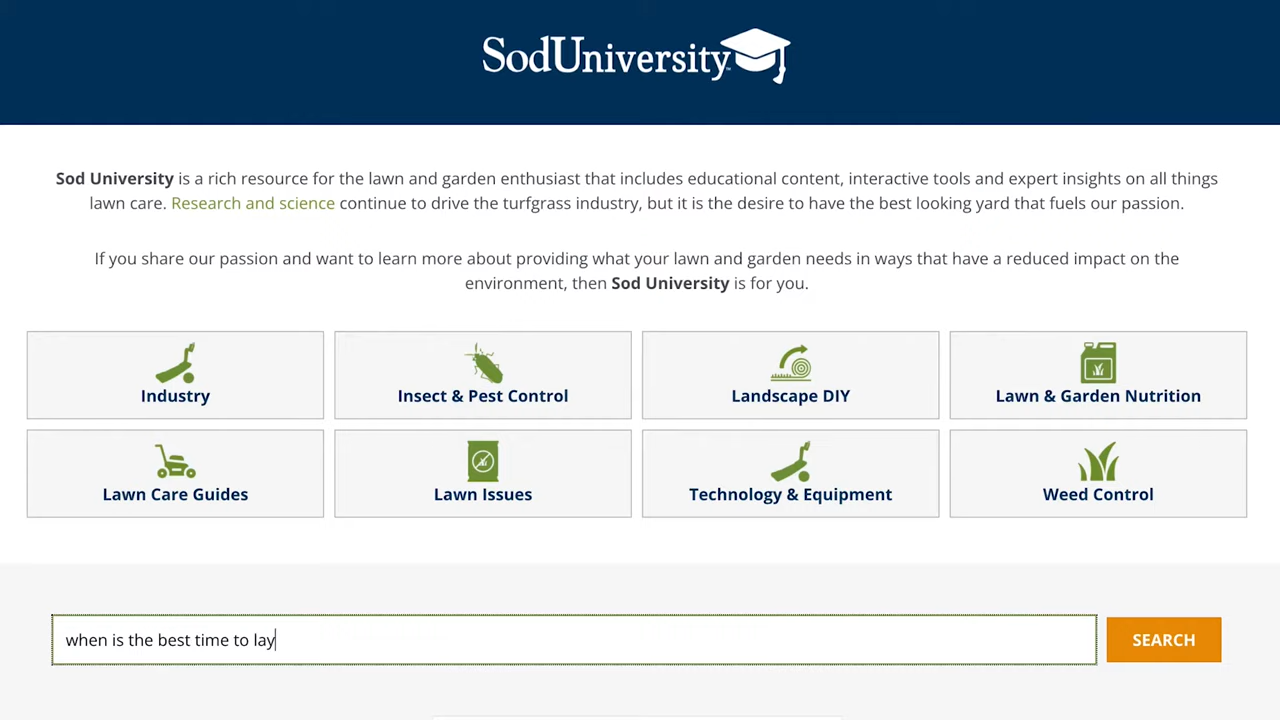 SodUniversity
Sod University is a rich resource for the lawn and garden enthusiast that includes educational content, interactive tools and expert insights on all things
lawn care. Research and science continue to drive the turfgrass industry, but it is the desire to have the best looking yard that fuels our passion.
If you share our passion and want to learn more about providing what your lawn and garden needs in ways that have a reduced impact on the
environment, then Sod University is for you.
Industry
Insect & Pest Control
Landscape DIY
Lawn & Garden Nutrition
Lawn Care Guides
Lawn Issues
Technology & Equipment
Weed Control
when is the best time to lay
SEARCH